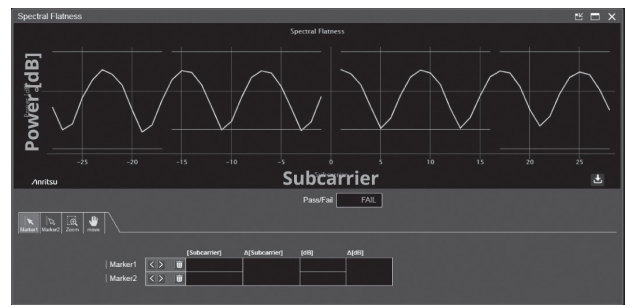 Spectral Flatness
Spectral Flatness
Power [dB]
-25 -20 -15 -10 -5 0 5 10 15 20 25
Subcarrier
Anritsu
Pass/Fail FAIL
Marker1 Marker2 Zoom move
[Subcarrier] Δ[Subcarrier] [dB] Δ[dB]
Marker1 < >
Marker2 < >